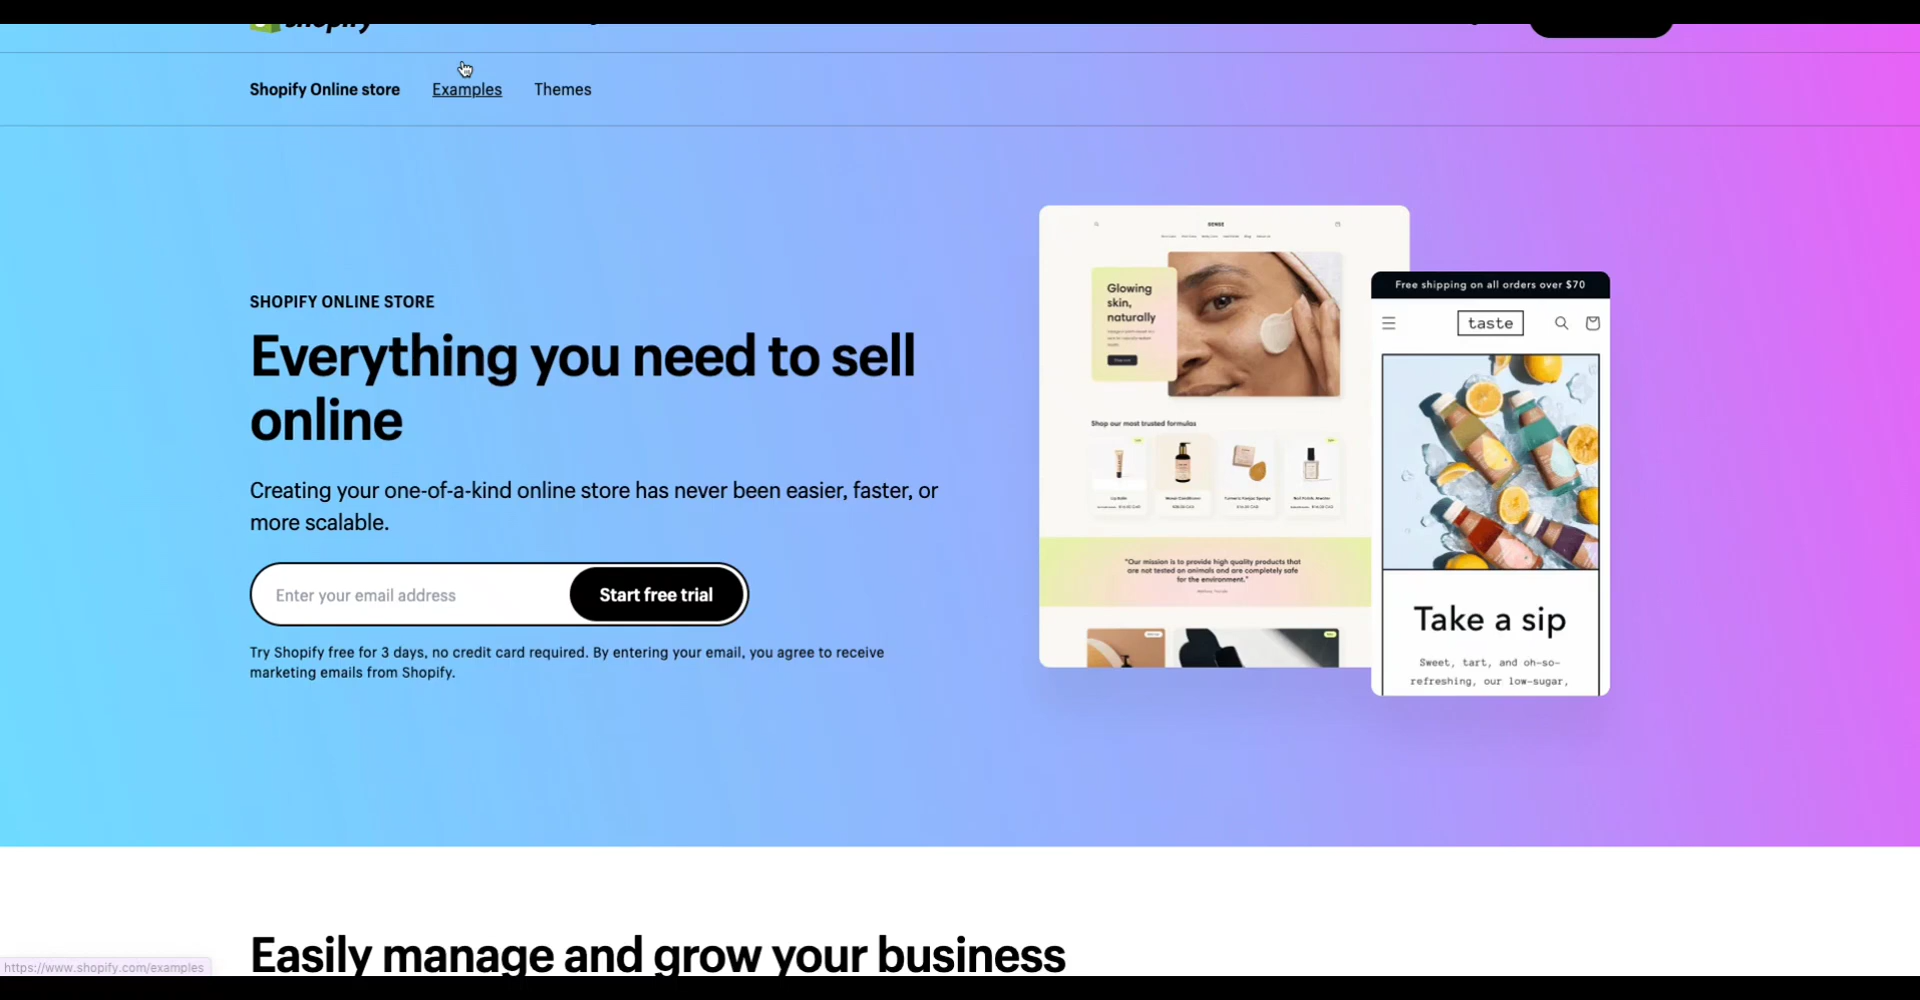 shopify
Shopify Online store
Examples
Themes
SHOPIFY ONLINE STORE
Everything you need to sell
online
Creating your one-of-a-kind online store has never been easier, faster, or
more scalable.
Enter your email address
Start free trial
Try Shopify free for 3 days, no credit card required. By entering your email, you agree to receive
marketing emails from Shopify.
SENSE
Glowing
skin,
naturally
Shop our most trusted formulas
"Our mission is to provide high quality products that
are not tested on animals and are completely safe
for the environment."
Free shipping on all orders over $70
taste
Take a sip
Sweet, tart, and oh-so-
refreshing, our low-sugar,
Easily manage and grow your business
https://www.shopify.com/examples